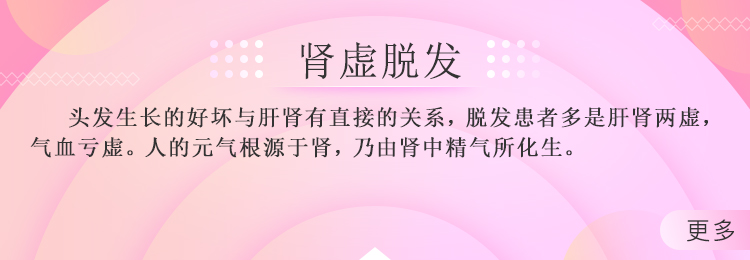 肾虚脱发
头发生长的好坏与肝肾有直接的关系，脱发患者多是肝肾两虚，
气血亏虚。人的元气根源于肾，乃由肾中精气所化生。
更多